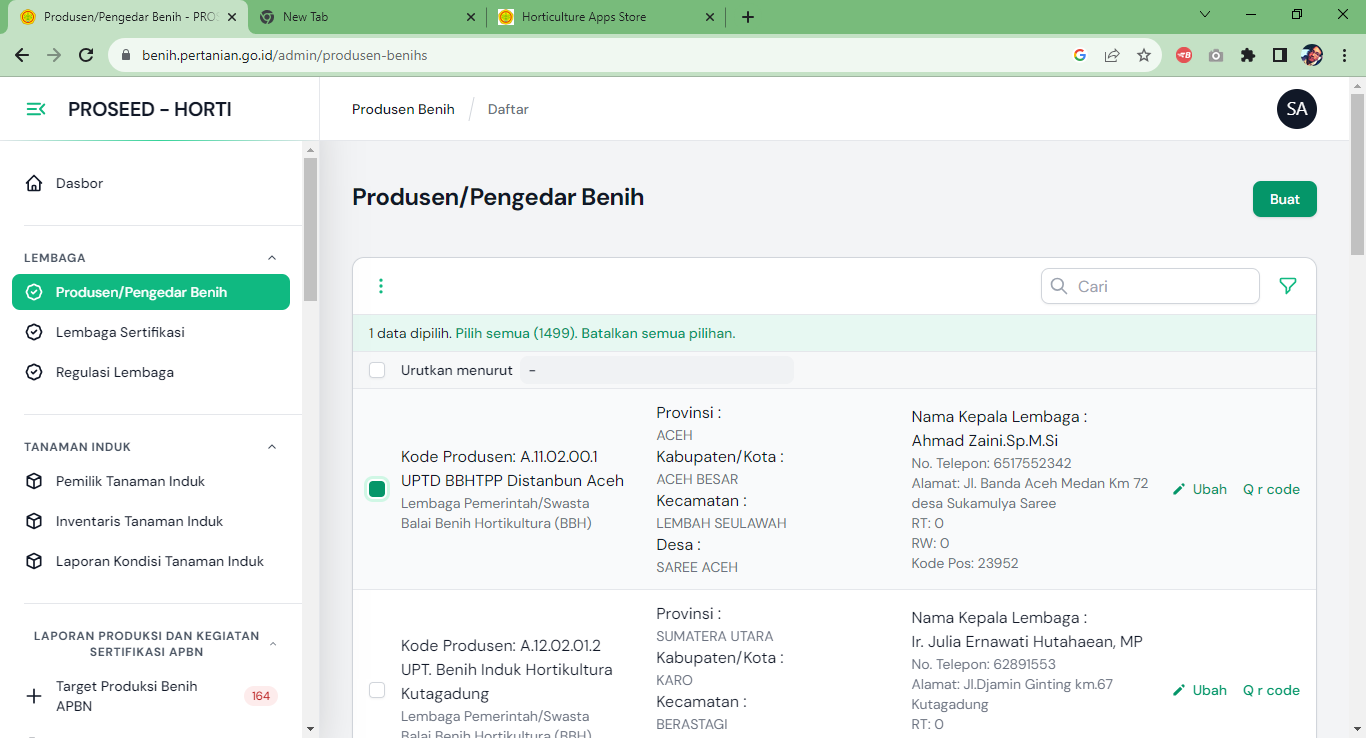 Produsen/Pengedar Benih - PROS
New Tab
Horticulture Apps Store
benih.pertanian.go.id/admin/produsen-benihs
PROSEED - HORTI
Produsen Benih
Daftar
SA
Dasbor
LEMBAGA
Produsen/Pengedar Benih
Lembaga Sertifikasi
Regulasi Lembaga
TANAMAN INDUK
Pemilik Tanaman Induk
Inventaris Tanaman Induk
Laporan Kondisi Tanaman Induk
LAPORAN PRODUKSI DAN KEGIATAN
SERTIFIKASI APBN
Target Produksi Benih
APBN
164
Produsen/Pengedar Benih
Buat
Cari
1 data dipilih. Pilih semua (1499). Batalkan semua pilihan.
Urutkan menurut -
Kode Produsen: A.11.02.00.1
UPTD BBHTPP Distanbun Aceh
Lembaga Pemerintah/Swasta
Balai Benih Hortikultura (BBH)
Provinsi :
ACEH
Kabupaten/Kota :
ACEH BESAR
Kecamatan :
LEMBAH SEULAWAH
Desa :
SAREE ACEH
Nama Kepala Lembaga :
Ahmad Zaini.Sp.M.Si
No. Telepon: 6517552342
Alamat: Jl. Banda Aceh Medan Km 72
desa Sukamulya Saree
RT: 0
RW: 0
Kode Pos: 23952
Ubah
Q r code
Kode Produsen: A.12.02.01.2
UPT. Benih Induk Hortikultura
Kutagadung
Lembaga Pemerintah/Swasta
Balai Benih Hortikultura (BBH)
Provinsi :
SUMATERA UTARA
Kabupaten/Kota :
KARO
Kecamatan :
BERASTAGI
Nama Kepala Lembaga :
Ir. Julia Ernawati Hutahaean, MP
No. Telepon: 62891553
Alamat: Jl.Djamin Ginting km.67
Kutagadung
RT: 0
Ubah
Q r code